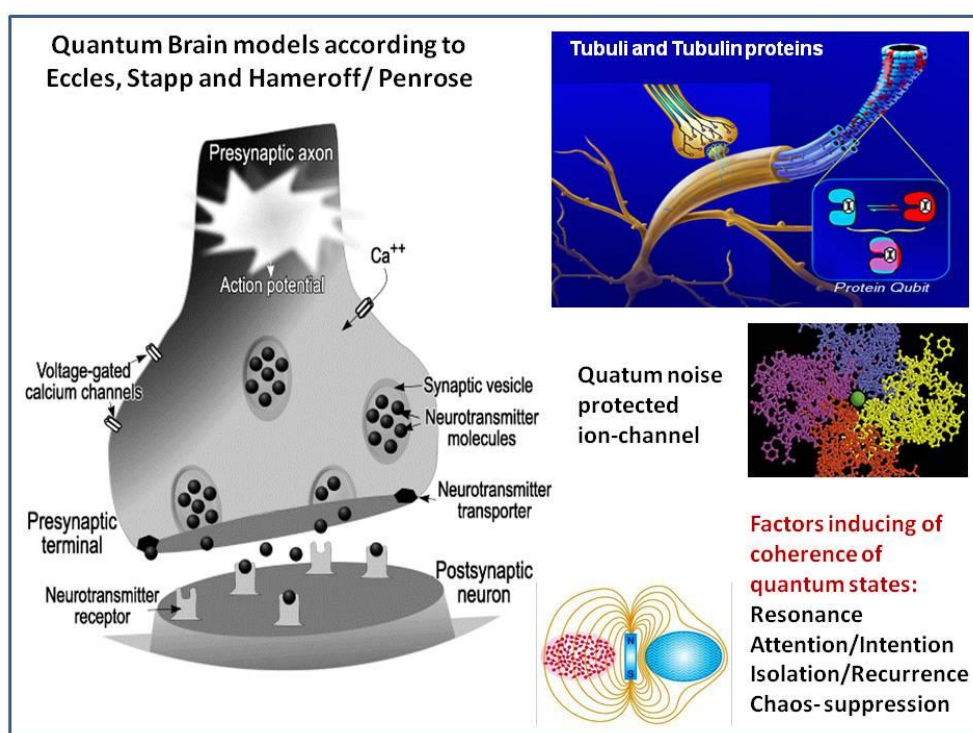 Quantum Brain models according to
Eccles, Stapp and Hameroff/ Penrose
Presynaptic axon
Action potential
Ca++
Voltage-gated
calcium channels
Synaptic vesicle
Neurotransmitter
molecules
Neurotransmitter
transporter
Presynaptic
terminal
Postsynaptic
neuron
Neurotransmitter
receptor
Tubuli and Tubulin proteins
Protein Qubit
Quatum noise
protected
ion-channel
N
S
Factors inducing of
coherence of
quantum states:
Resonance
Attention/Intention
Isolation/Recurrence
Chaos- suppression